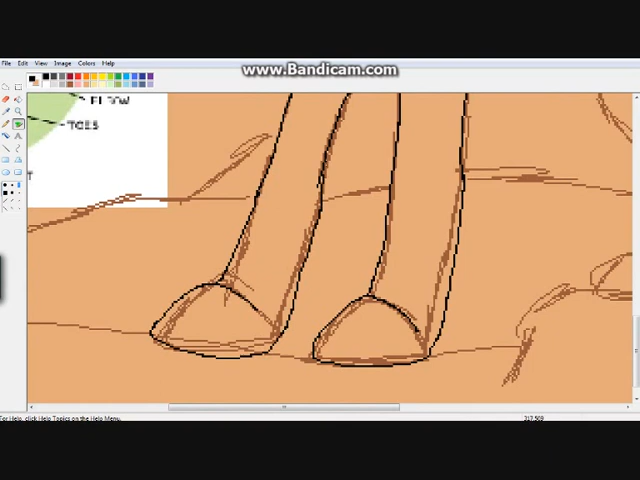 www.Bandicam.com
File Edit View Image Colors Help
ELBOW
TOES
T
For Help, click Help Topics on the Help Menu.